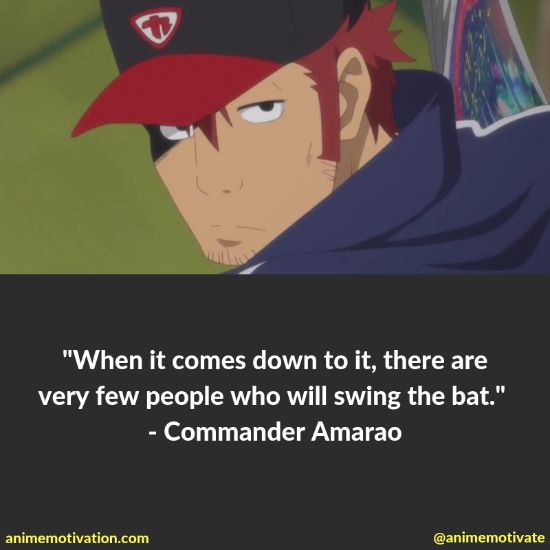 カ
"When it comes down to it, there are
very few people who will swing the bat."
- Commander Amarao
animemotivation.com
@animemotivate